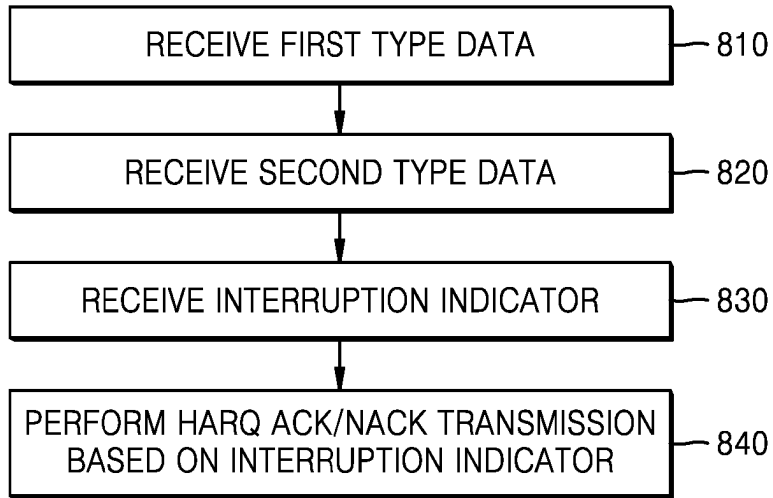 RECEIVE FIRST TYPE DATA 810
RECEIVE SECOND TYPE DATA 820
RECEIVE INTERRUPTION INDICATOR 830
PERFORM HARQ ACK/NACK TRANSMISSION
BASED ON INTERRUPTION INDICATOR 840